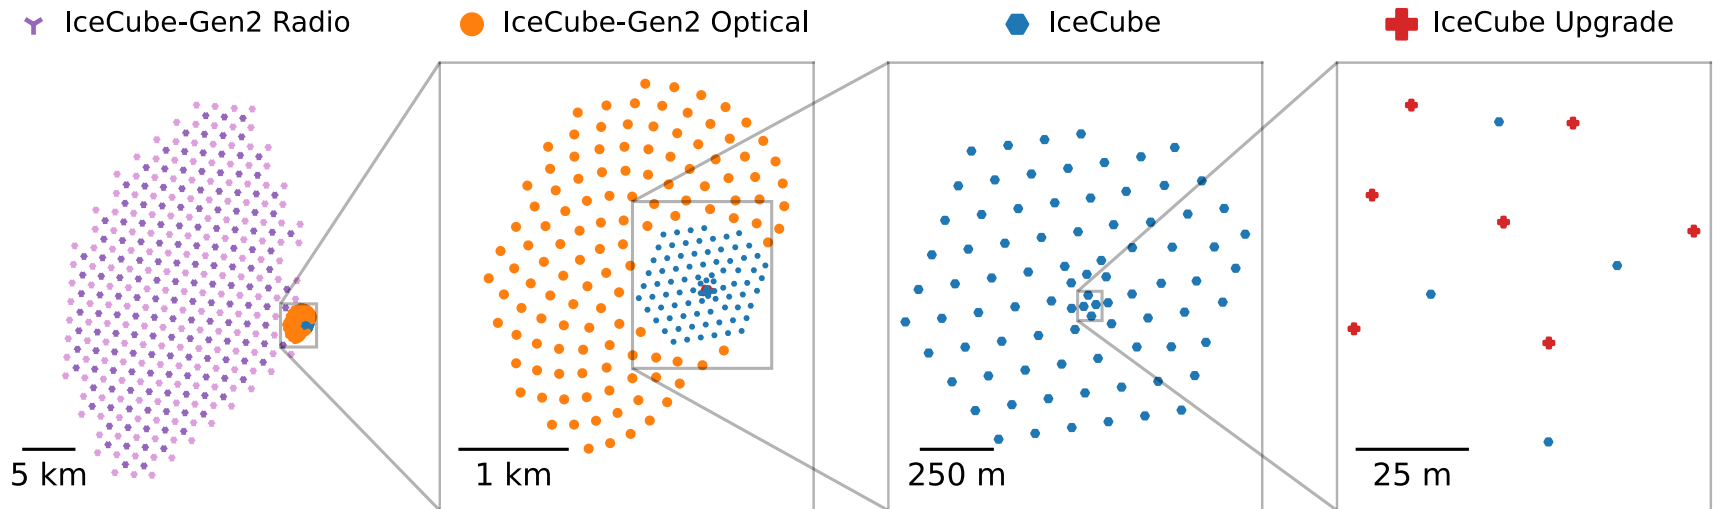 IceCube-Gen2 Radio
IceCube-Gen2 Optical
IceCube
IceCube Upgrade
5 km
1 km
250 m
25 m